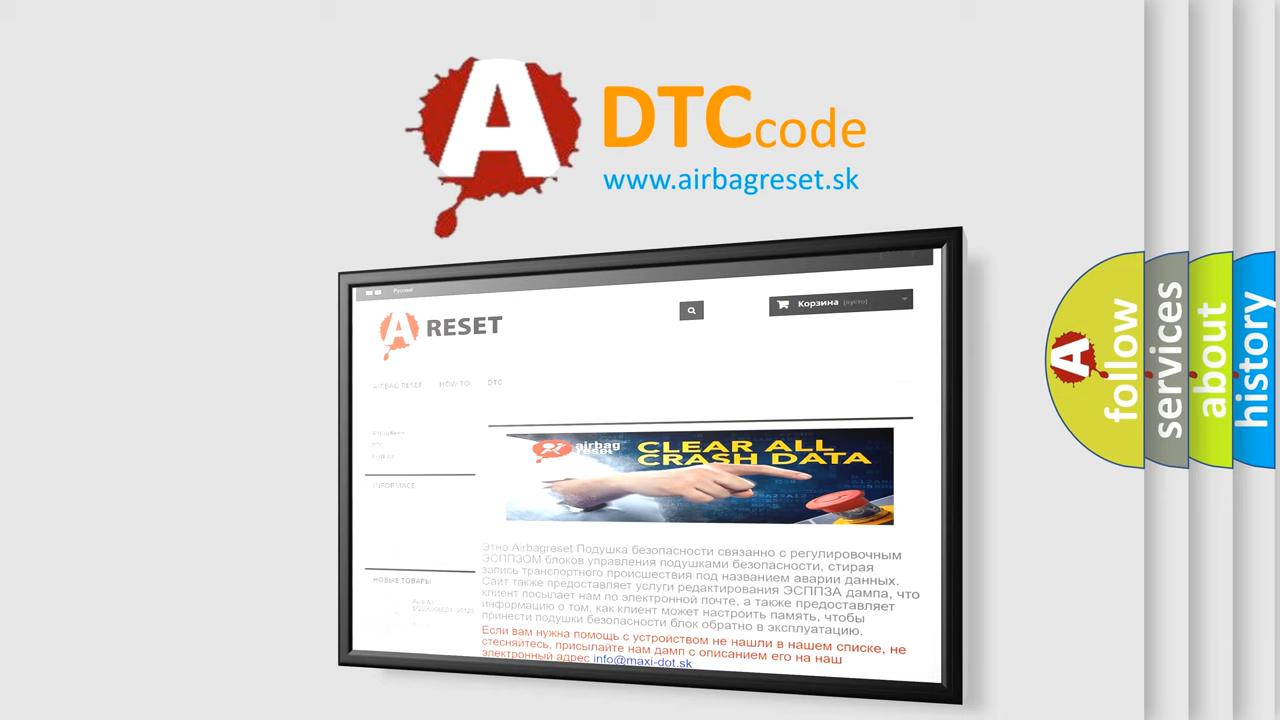 A
DTCcode
www.airbagreset.sk
Русский
A RESET
Корзина (пусто)
AIRBAG RESET HOW TO DTC
INFORMACE
НОВЫЕ ТОВАРЫ
airbag
reset
CLEAR ALL
CRASH DATA
Этно Airbagreset Подушка безопасности связанно с регулировочным
ЭСППЗОМ блоков управления подушками безопасности, стирая
запись транспортного происшествия под названием аварии данных.
Сайт также предоставляет услуги редактирования ЭСППЗА дампа, что
клиент посылает нам по электронной почте, а также предоставляет
информацию о том, как клиент может настроить память, чтобы
принести подушки безопасности блок обратно в эксплуатацию.
Если вам нужна помощь с устройством не нашли в нашем списке, не
стесняйтесь, присылайте нам дамп с описанием его на наш
электронный адрес info@maxi-dot.sk
A
follow
services
about
history